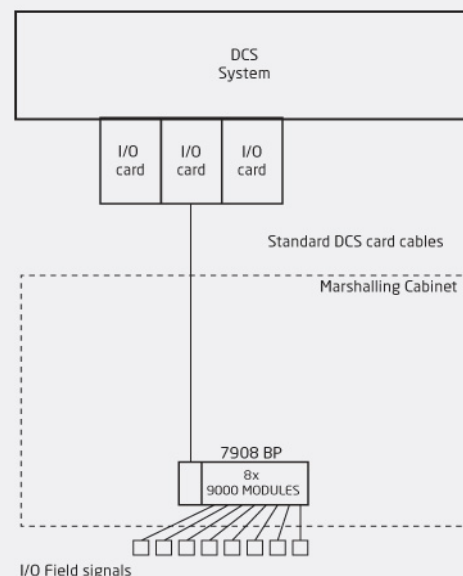 DCS
System
I/O
card
I/O
card
I/O
card
Standard DCS card cables
Marshalling Cabinet
7908 BP
8x
9000 MODULES
I/O Field signals